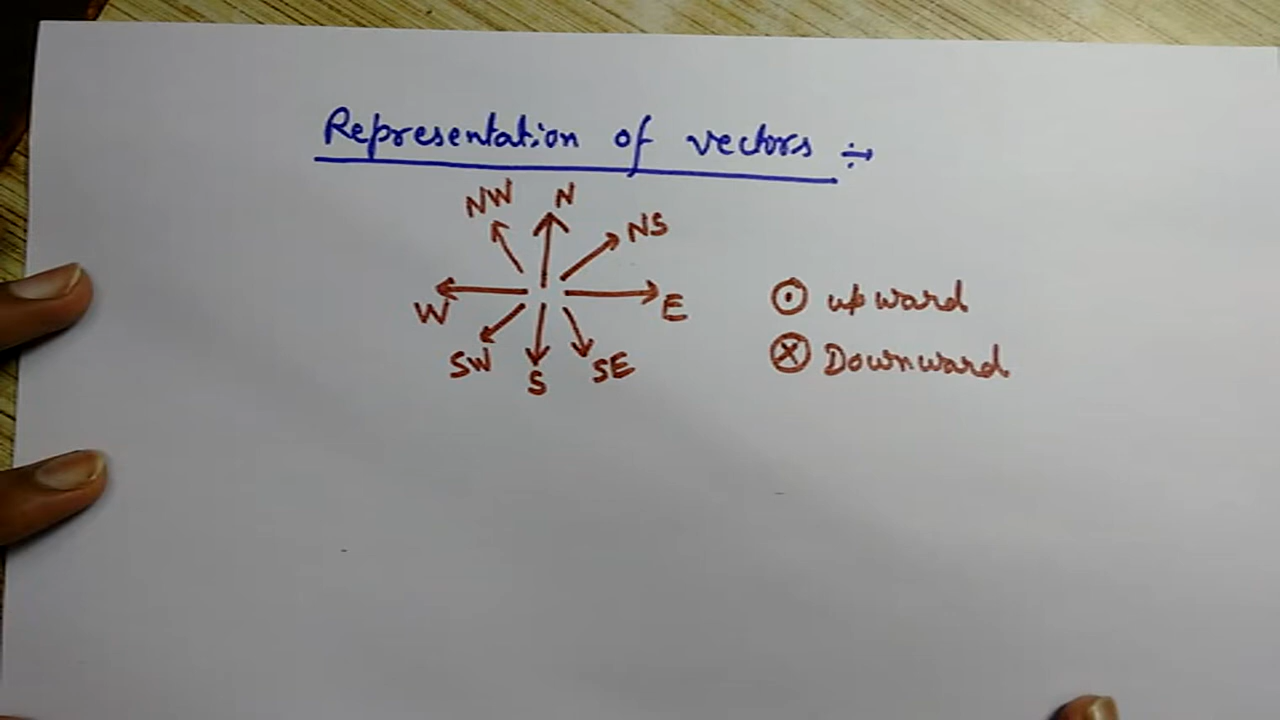 Representation of vectors ÷
NW N NS
W E
SW S SE
⊙ upward
⊗ Downward